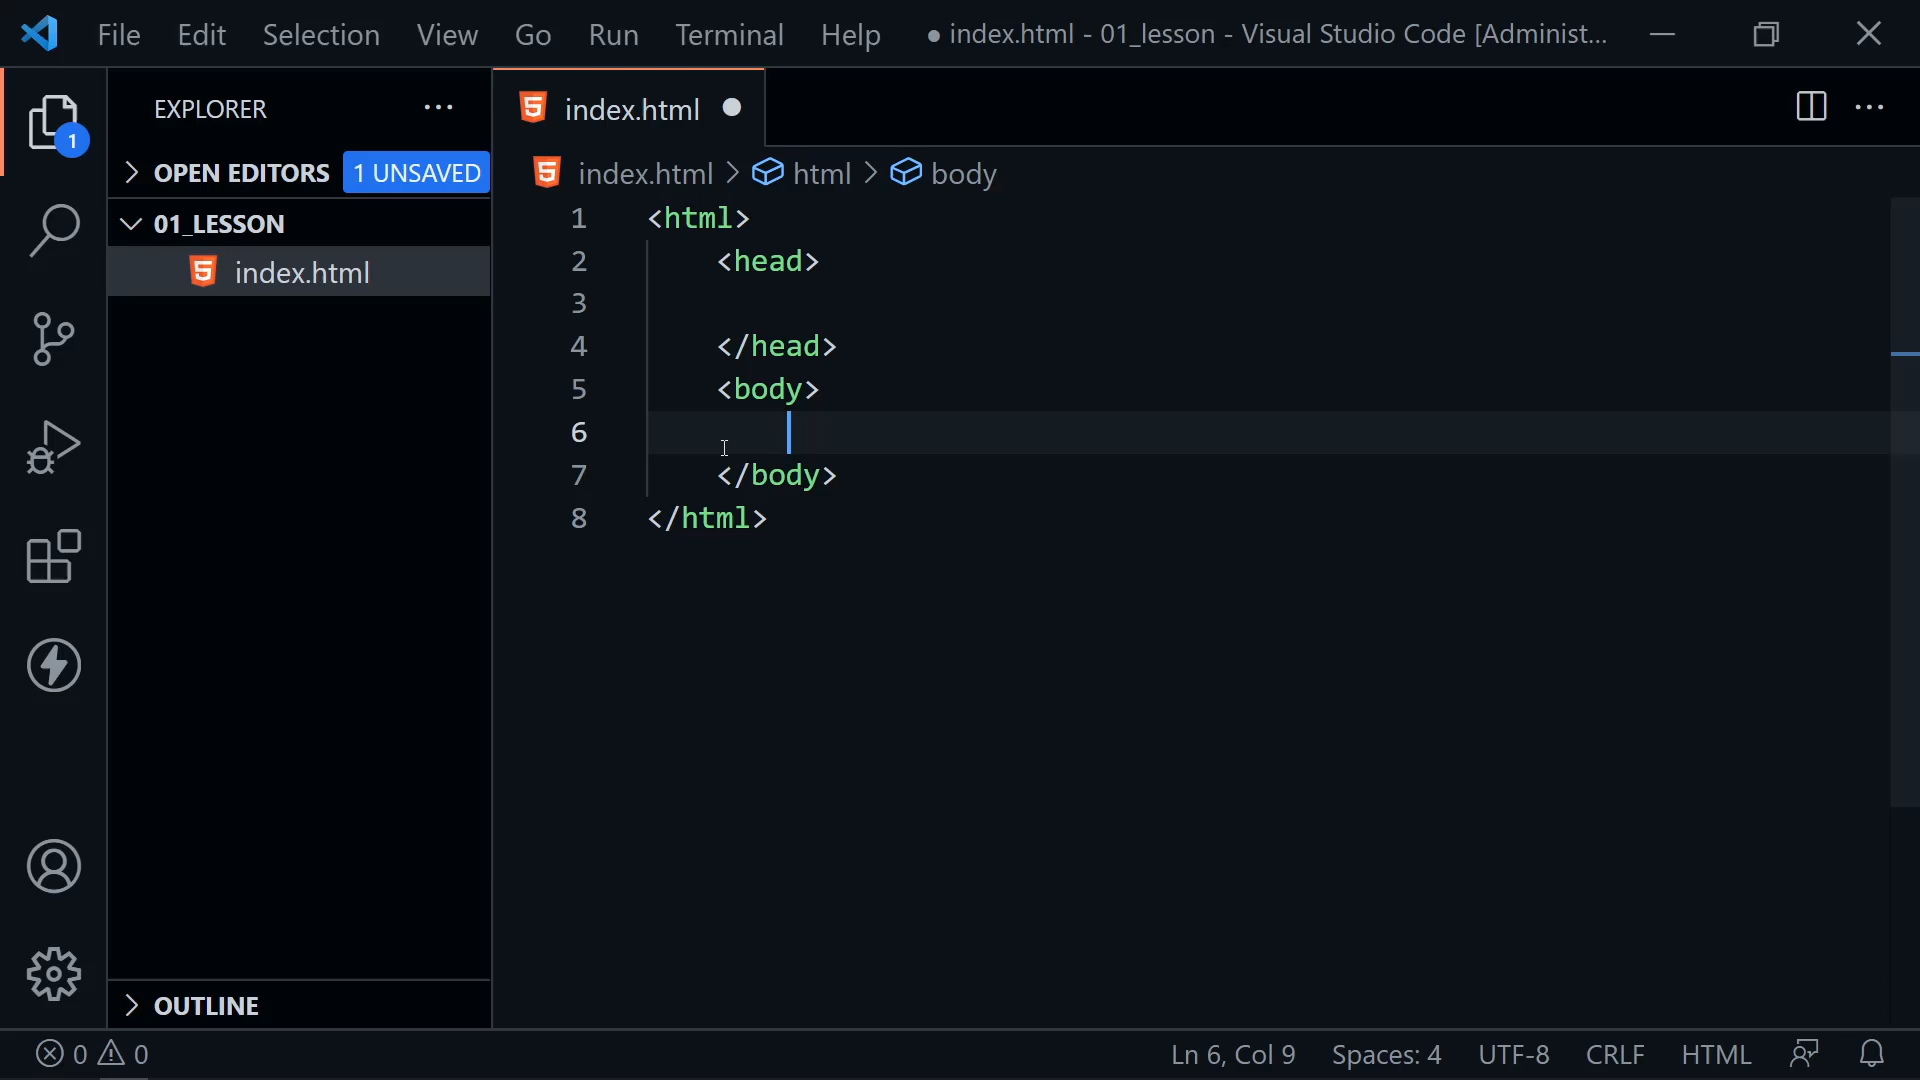 File Edit Selection View Go Run Terminal Help ● index.html - 01_lesson - Visual Studio Code [Administ...
EXPLORER ...
1
OPEN EDITORS 1 UNSAVED
01_LESSON
index.html
OUTLINE
index.html
index.html > html > body
1 <html>
2 <head>
3
4 </head>
5 <body>
6
7 </body>
8 </html>
0 0 Ln 6, Col 9 Spaces: 4 UTF-8 CRLF HTML